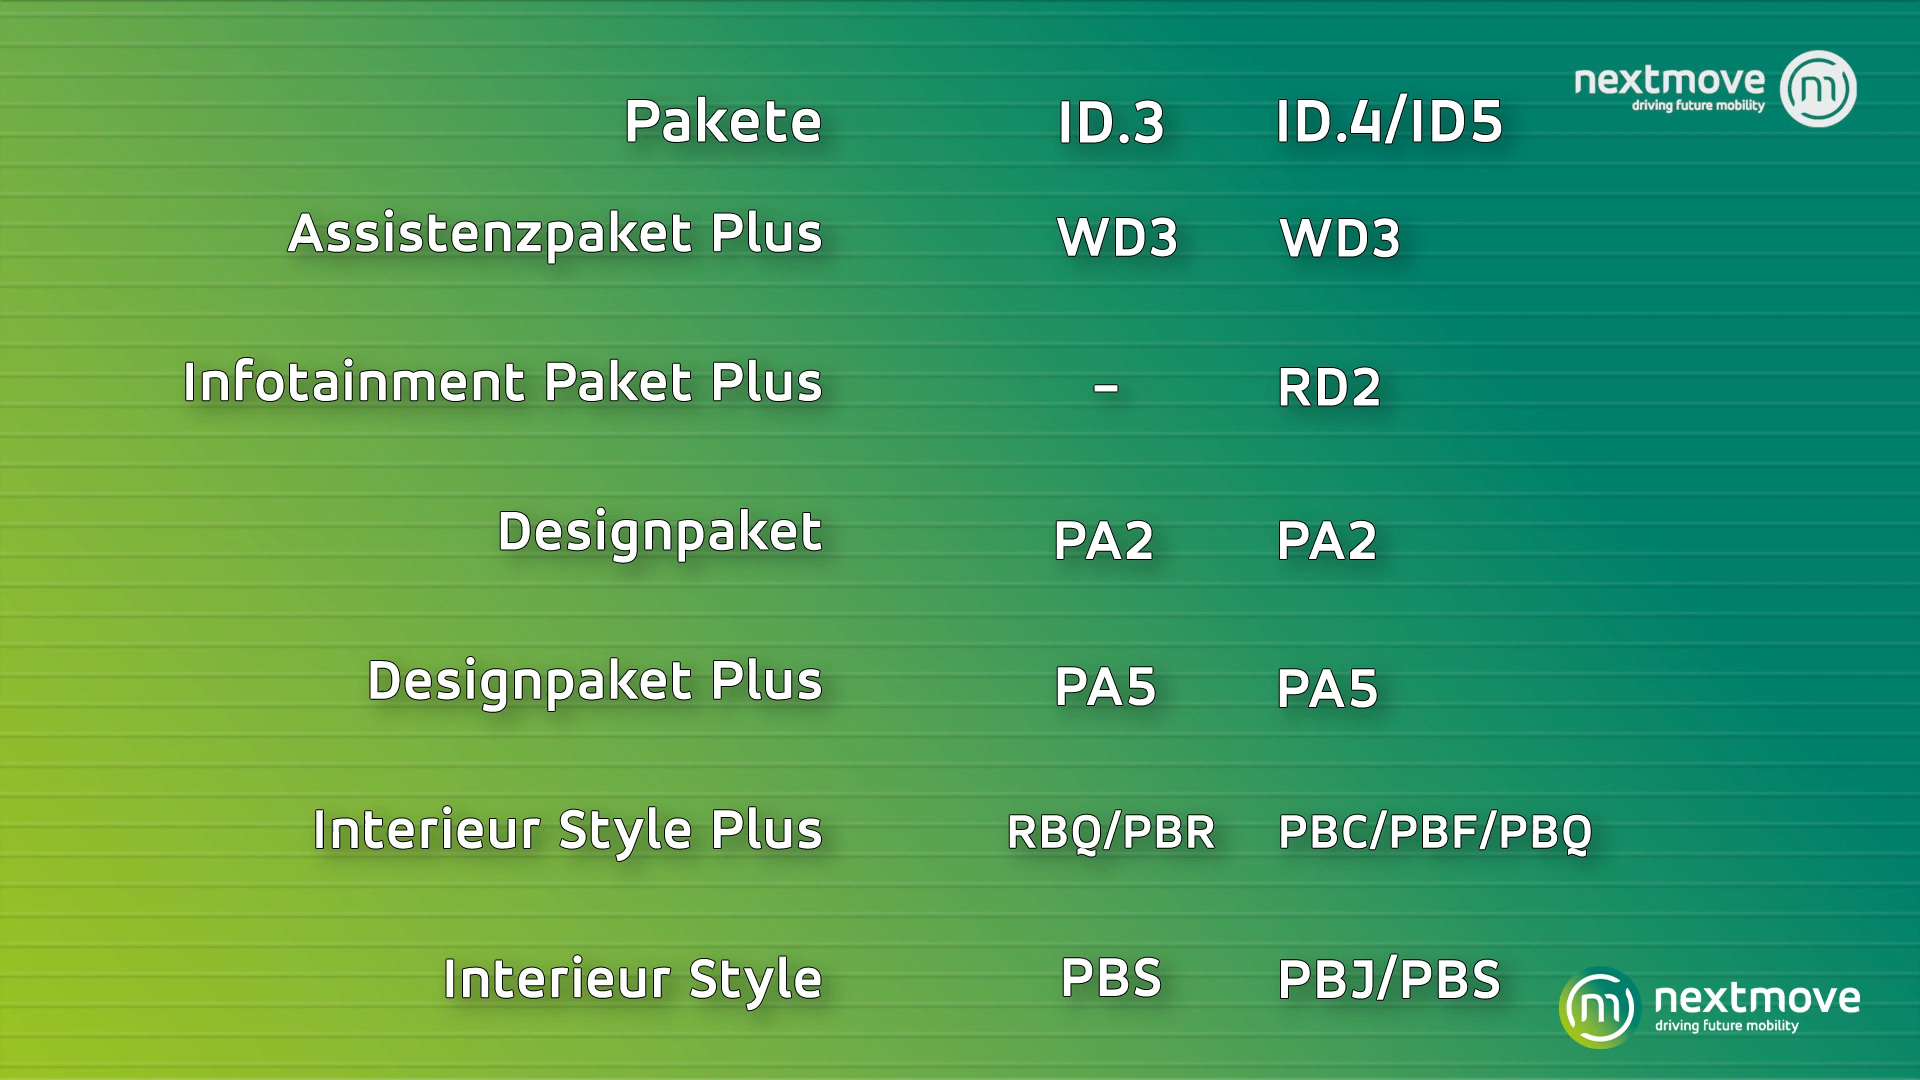 nextmove
driving future mobility
Pakete ID.3 ID.4/ID5
Assistenzpaket Plus WD3 WD3
Infotainment Paket Plus - RD2
Designpaket PA2 PA2
Designpaket Plus PA5 PA5
Interieur Style Plus RBQ/PBR PBC/PBF/PBQ
Interieur Style PBS PBJ/PBS
nextmove
driving future mobility